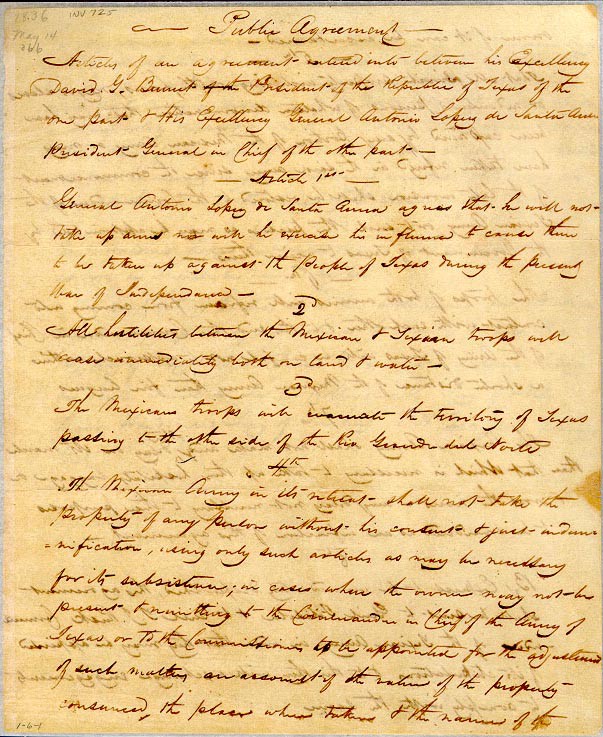 1836
May 14
266
INV 725
Public Agreement
Articles of an agreement entered into between his Excellency
David G. Burnet of the President of the Republic of Texas of the
one part & His Excellency General Antonio Lopez de Santa Anna
President General in Chief of the other part —
— Article 1st —
General Antonio Lopez de Santa Anna agrees that he will not
take up arms nor will he exercise his influence to cause them
to be taken up against the People of Texas during the present
War of Independence —
2d
All hostilities between the Mexican & Texian troops will
cease immediately both on land & water —
3d
The Mexican troops will evacuate the territory of Texas
passing to the other side of the Rio Grande del Norte
4th
The Mexican Army in its retreat shall not take the
property of any person without his consent & just indem
=nification, using only such articles as may be necessary
for its subsistence, in cases where the owner may not be
present & remitting to the Commander in Chief of the Army of
Texas or to the Commissioner to be appointed for the adjustment
of such matters an account of the value of the property
consumed, the place where taken & the name of the
1-6-1